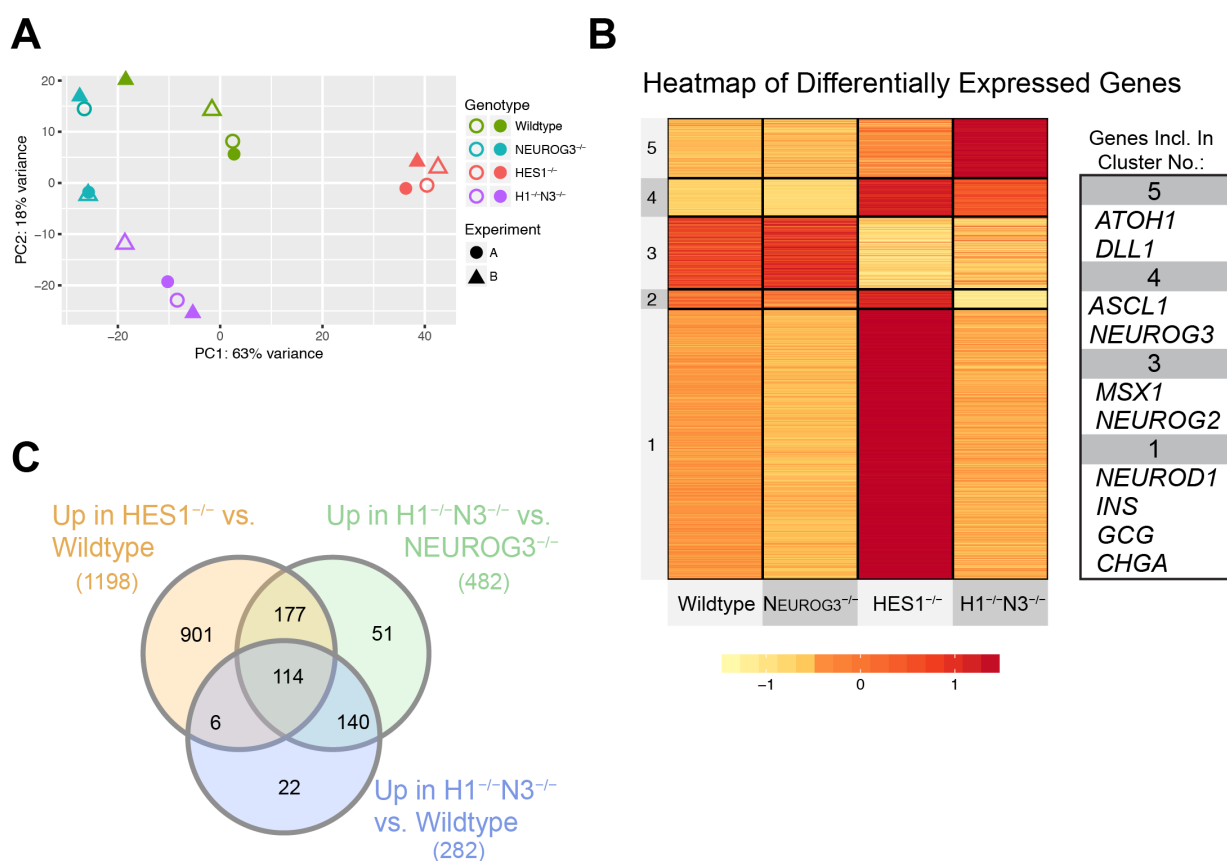 A
20
10
0
−10
−20
PC2: 18% variance
−20
0
20
40
PC1: 63% variance
Genotype
Wildtype
NEUROG3⁻/⁻
HES1⁻/⁻
H1⁻/⁻N3⁻/⁻
Experiment
A
B
B
Heatmap of Differentially Expressed Genes
5
4
3
2
1
Wildtype
NEUROG3⁻/⁻
HES1⁻/⁻
H1⁻/⁻N3⁻/⁻
−1
0
1
Genes Incl. In
Cluster No.:
5
ATOH1
DLL1
4
ASCL1
NEUROG3
3
MSX1
NEUROG2
1
NEUROD1
INS
GCG
CHGA
C
Up in HES1⁻/⁻ vs.
Wildtype
(1198)
Up in H1⁻/⁻N3⁻/⁻ vs.
NEUROG3⁻/⁻
(482)
901
177
51
114
6
140
22
Up in H1⁻/⁻N3⁻/⁻
vs. Wildtype
(282)